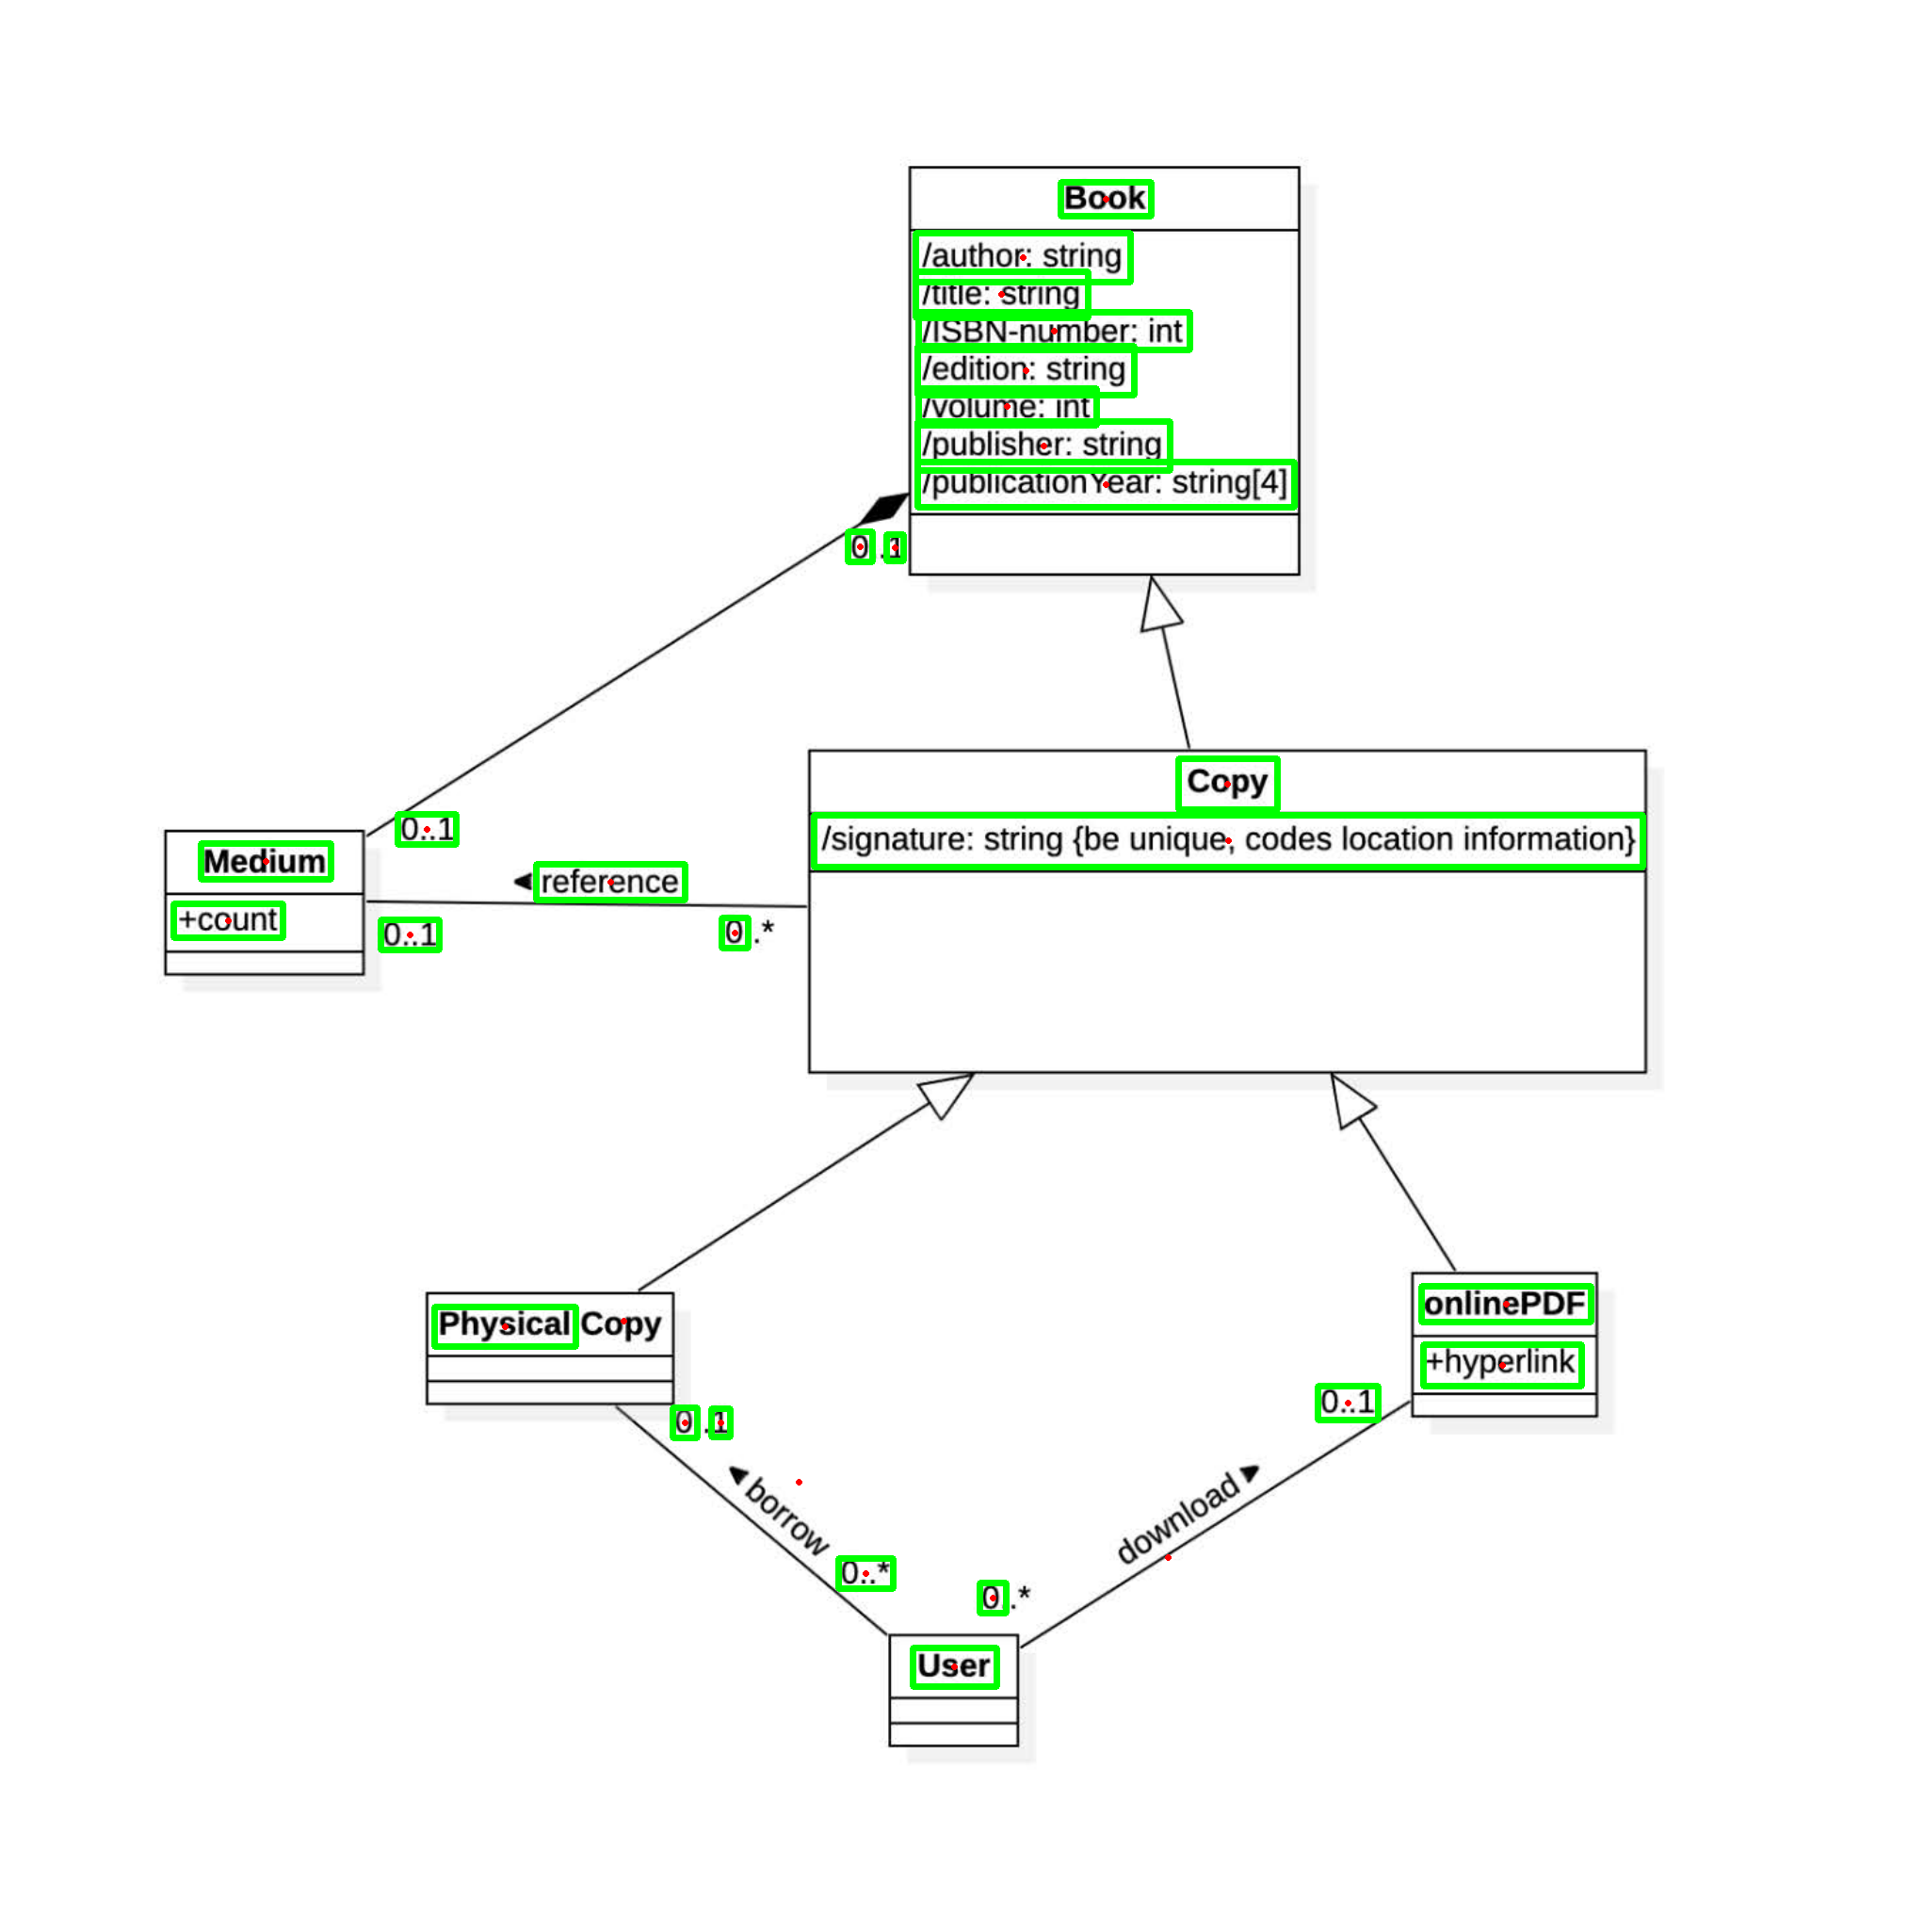 Book
/author: string
/title: string
/ISBN-number: int
/edition: string
/volume: int
/publisher: string
/publicationYear: string[4]
0..1
Copy
/signature: string {be unique, codes location information}
0..1
Medium
+count
reference
0..1
0..*
onlinePDF
+hyperlink
Physical Copy
0..1
0..1
borrow
download
0..*
0..*
User